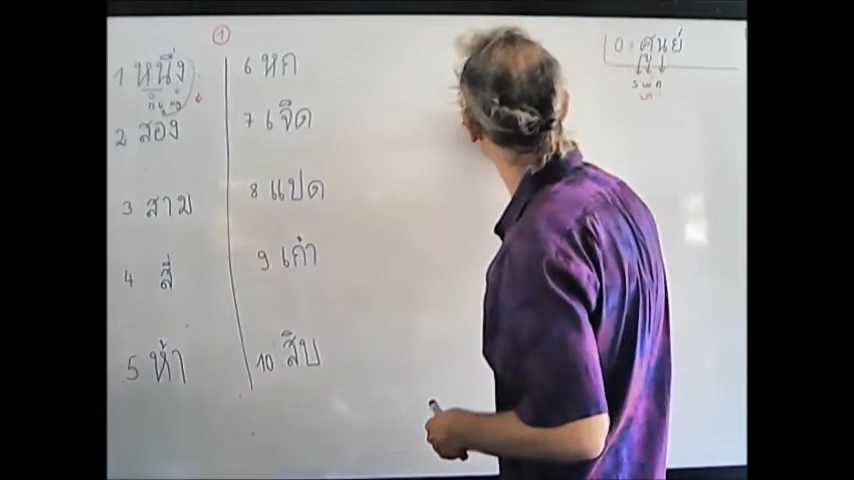 1
1 หนึ่ง
2 สอง
3 สาม
4 สี่
5 ห้า
6 หก
7 เจ็ด
8 แปด
9 เก้า
10 สิบ
0 ศูนย์